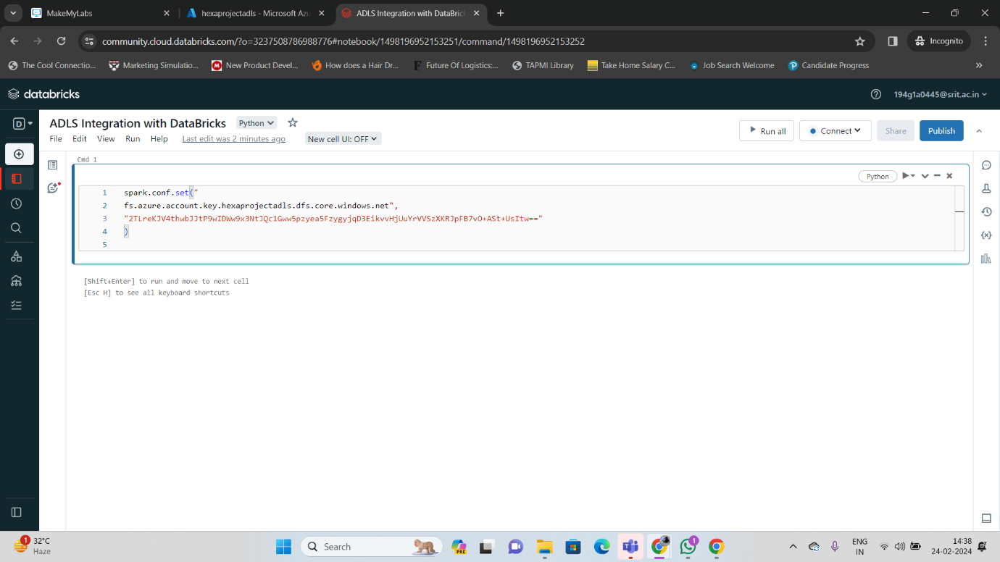 MakeMyLabs
hexaprojectadls - Microsoft Azu
ADLS Integration with DataBric
community.cloud.databricks.com/?o=3237508786988776#notebook/1498196952153251/command/1498196952153252
Incognito
The Cool Connectio...
Marketing Simulatio...
New Product Devel...
How does a Hair Dr...
Future Of Logistics:...
TAPMI Library
Take Home Salary C...
Job Search Welcome
Candidate Progress
databricks
194g1a0445@srit.ac.in
D
ADLS Integration with DataBricks
Python
File Edit View Run Help Last edit was 2 minutes ago New cell UI: OFF
Run all
Connect
Share
Publish
Cmd 1
Python
1 spark.conf.set("
2 fs.azure.account.key.hexaprojectadls.dfs.core.windows.net",
3 "2TLreKJV4thwbJJtP9wIDWw9x3NtJQc1Gww5pzyea5FzygyjqD3EikvvHjUuYrVVSzXKRJpFB7vO+ASt+UsItw=="
4 )
5
[Shift+Enter] to run and move to next cell
[Esc H] to see all keyboard shortcuts
1
32°C
Haze
Search
PRE
1
ENG
IN
14:38
24-02-2024